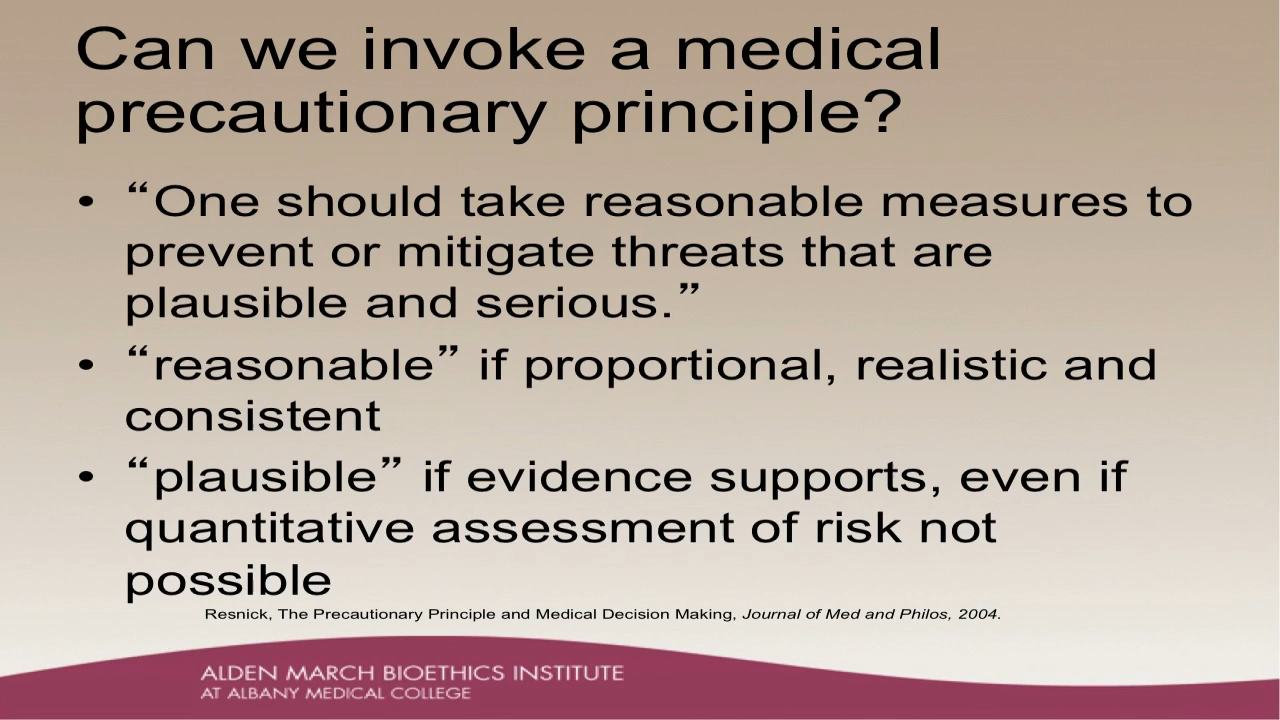 Can we invoke a medical
precautionary principle?
• “One should take reasonable measures to
prevent or mitigate threats that are
plausible and serious.”
• “reasonable” if proportional, realistic and
consistent
• “plausible” if evidence supports, even if
quantitative assessment of risk not
possible
Resnick, The Precautionary Principle and Medical Decision Making, Journal of Med and Philos, 2004.
ALDEN MARCH BIOETHICS INSTITUTE
AT ALBANY MEDICAL COLLEGE